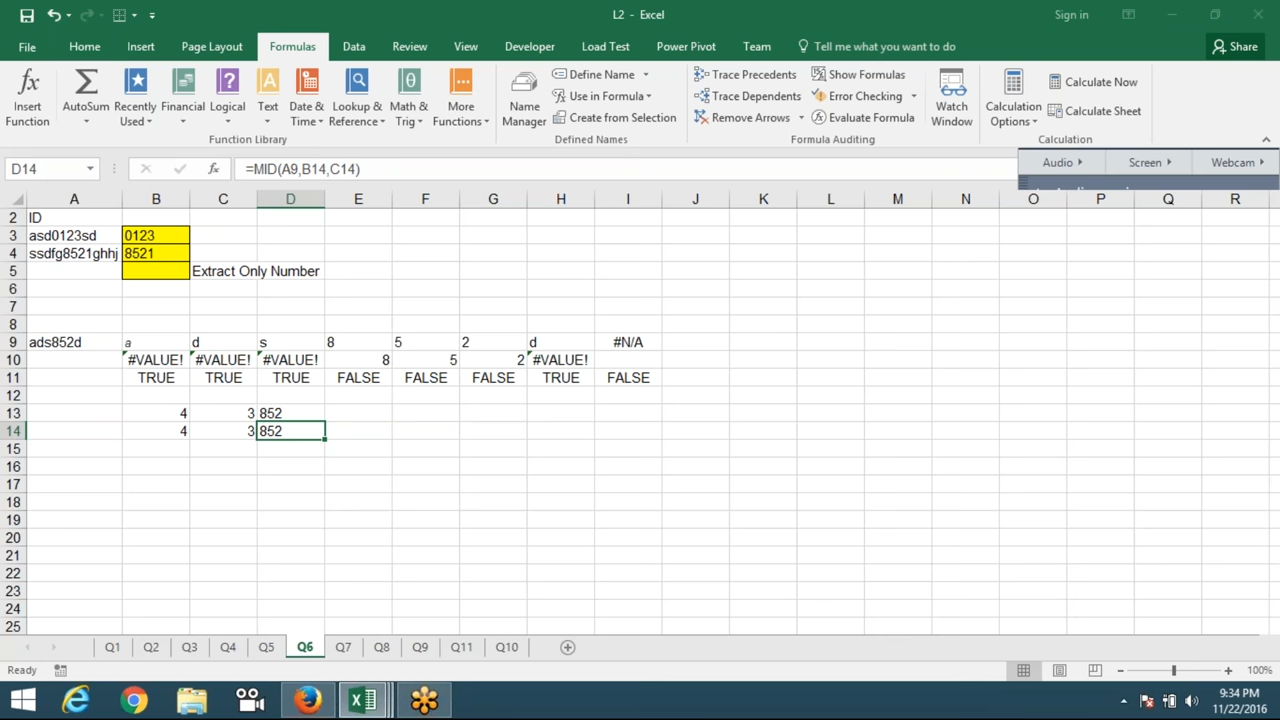 L2 - Excel
Sign in
File Home Insert Page Layout Formulas Data Review View Developer Load Test Power Pivot Team Tell me what you want to do Share
Insert Function
AutoSum
Recently Used
Financial
Logical
Text
Date & Time
Lookup & Reference
Math & Trig
More Functions
Function Library
Name Manager
Define Name
Use in Formula
Create from Selection
Defined Names
Trace Precedents
Trace Dependents
Remove Arrows
Show Formulas
Error Checking
Evaluate Formula
Formula Auditing
Watch Window
Calculation Options
Calculate Now
Calculate Sheet
Calculation
Audio Screen Webcam
D14 fx =MID(A9,B14,C14)
A B C D E F G H I J K L M N O P Q R
2 ID
3 asd0123sd 0123
4 ssdfg8521ghhj 8521
5 Extract Only Number
6
7
8
9 ads852d a d s 8 5 2 d #N/A
10 #VALUE! #VALUE! #VALUE! 8 5 2 #VALUE!
11 TRUE TRUE TRUE FALSE FALSE FALSE TRUE FALSE
12
13 4 3 852
14 4 3 852
15
16
17
18
19
20
21
22
23
24
25
Q1 Q2 Q3 Q4 Q5 Q6 Q7 Q8 Q9 Q11 Q10
Ready
100%
9:34 PM
11/22/2016